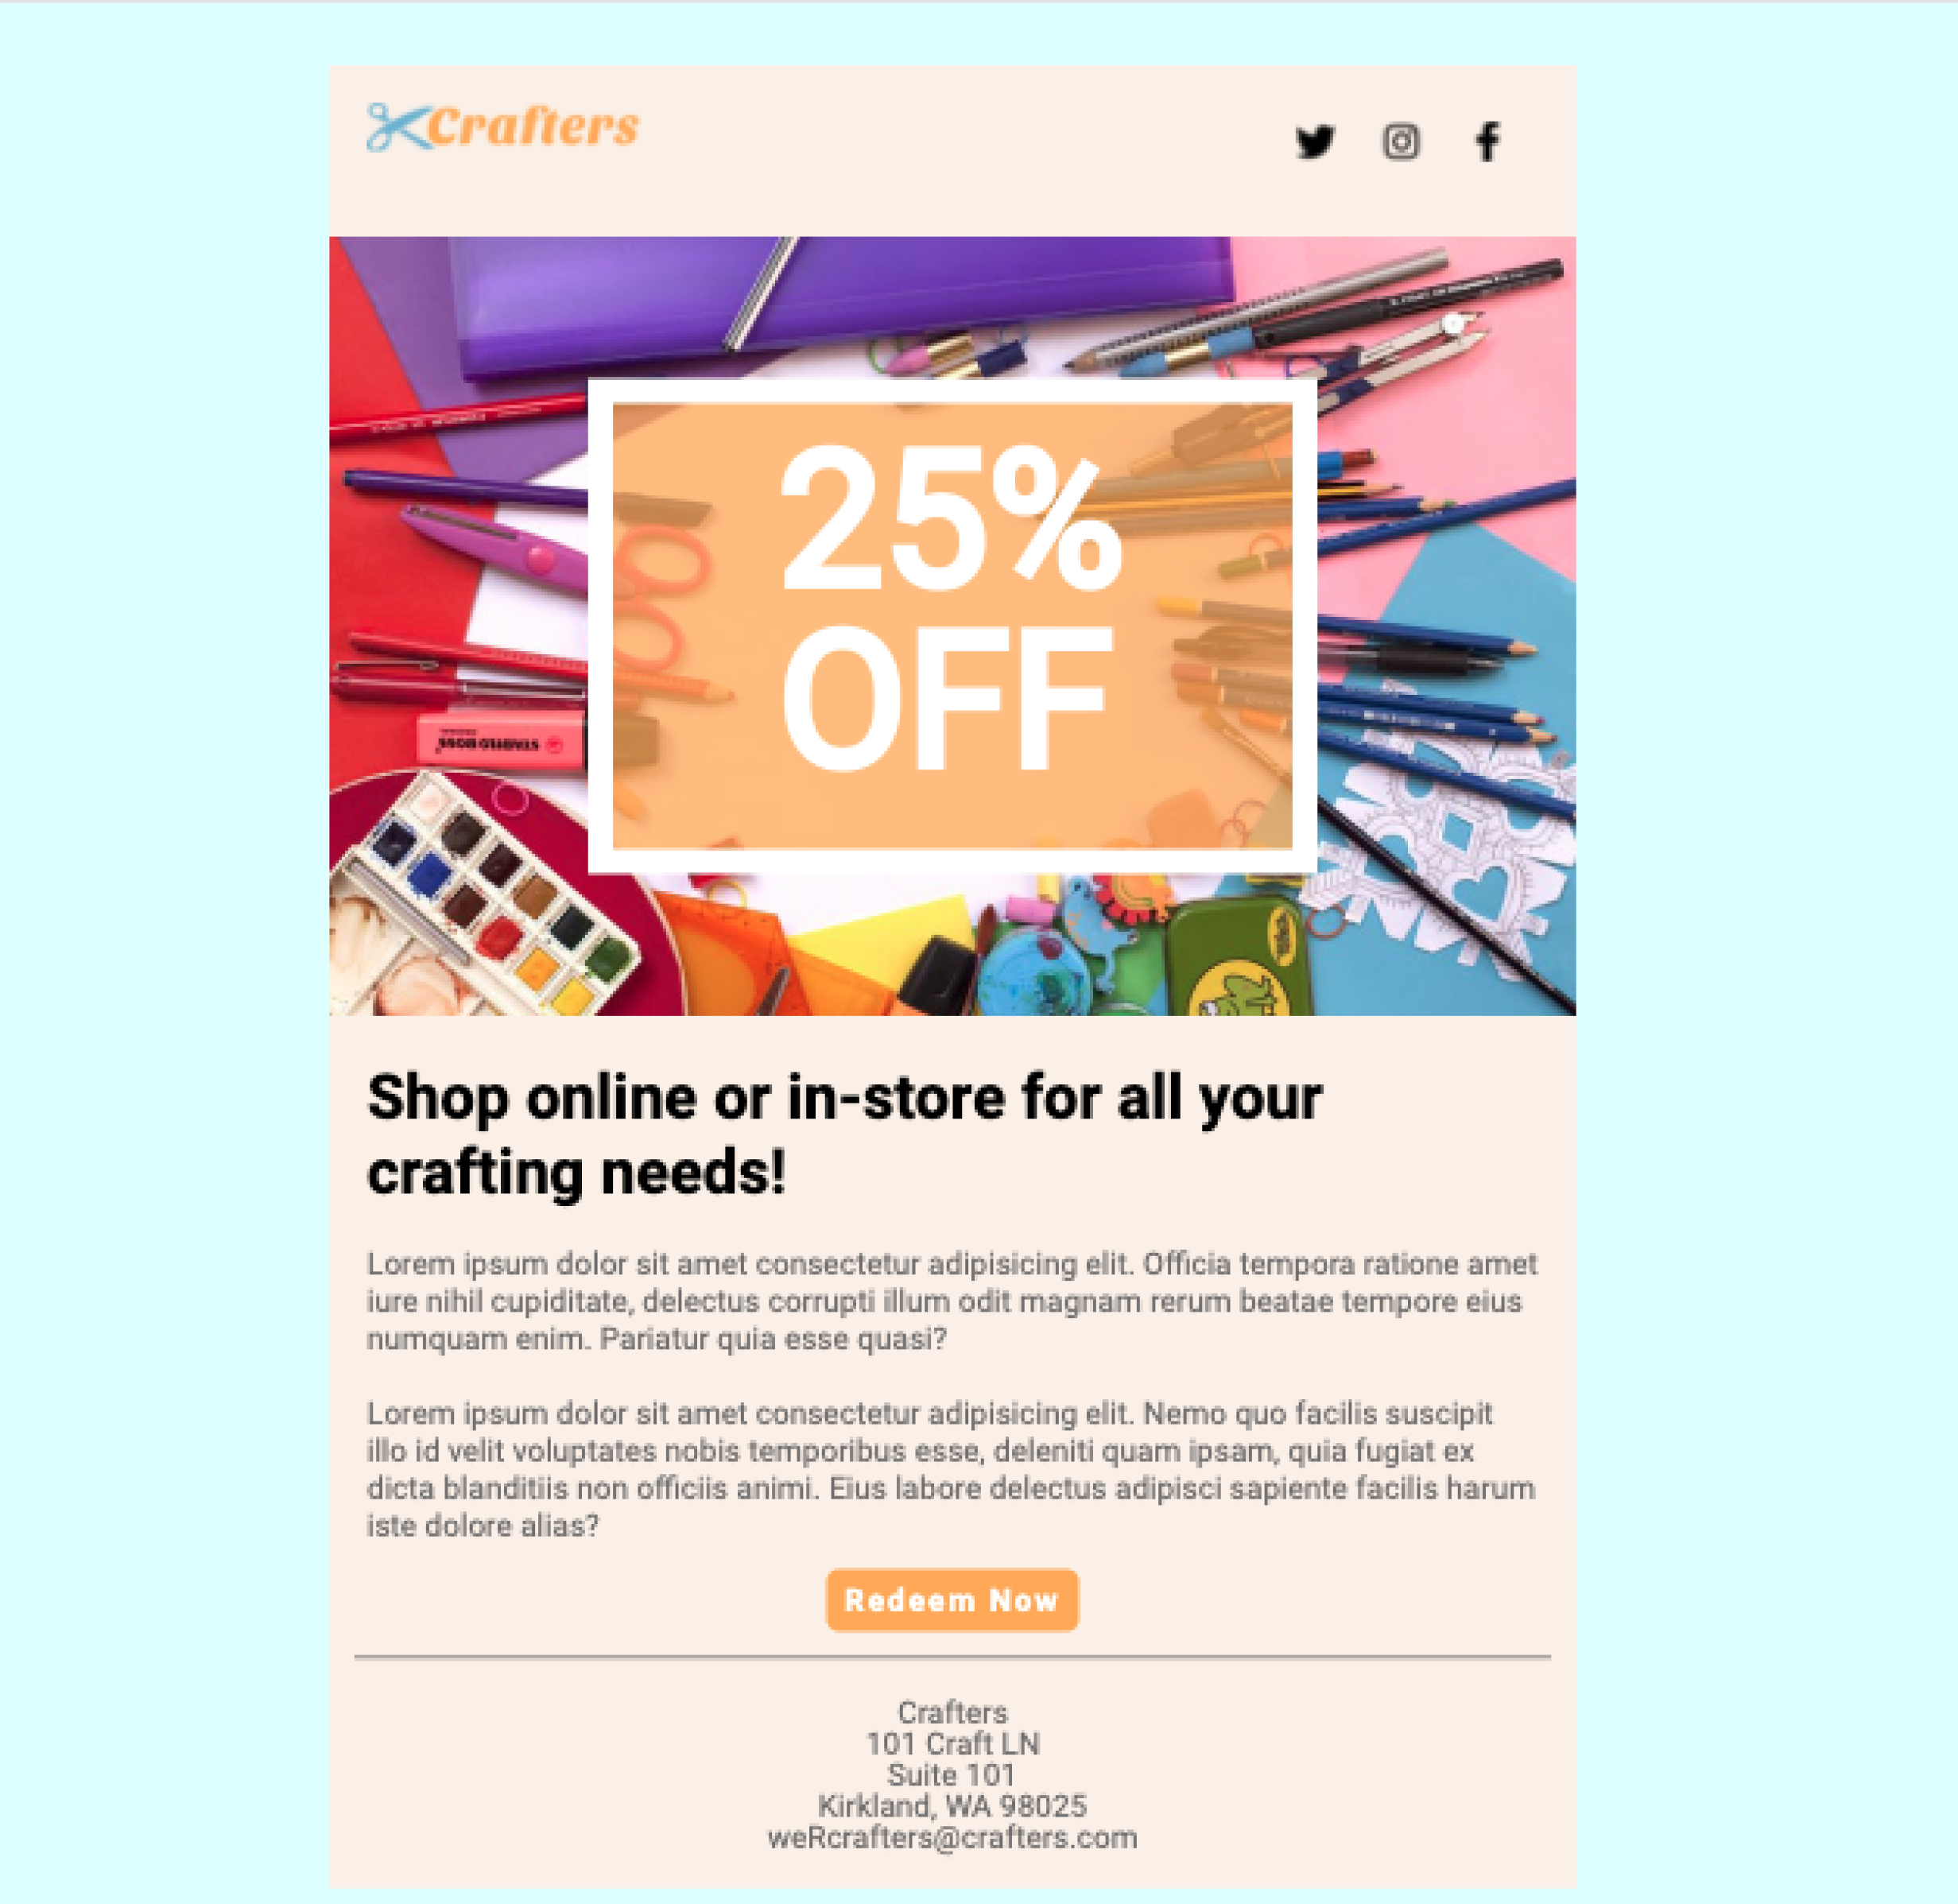 Crafters
25%
OFF
Shop online or in-store for all your
crafting needs!
Lorem ipsum dolor sit amet consectetur adipisicing elit. Officia tempora ratione amet
iure nihil cupiditate, delectus corrupti illum odit magnam rerum beatae tempore eius
numquam enim. Pariatur quia esse quasi?
Lorem ipsum dolor sit amet consectetur adipisicing elit. Nemo quo facilis suscipit
illo id velit voluptates nobis temporibus esse, deleniti quam ipsam, quia fugiat ex
dicta blanditiis non officiis animi. Eius labore delectus adipisci sapiente facilis harum
iste dolore alias?
Redeem Now
Crafters
101 Craft LN
Suite 101
Kirkland, WA 98025
weRcrafters@crafters.com